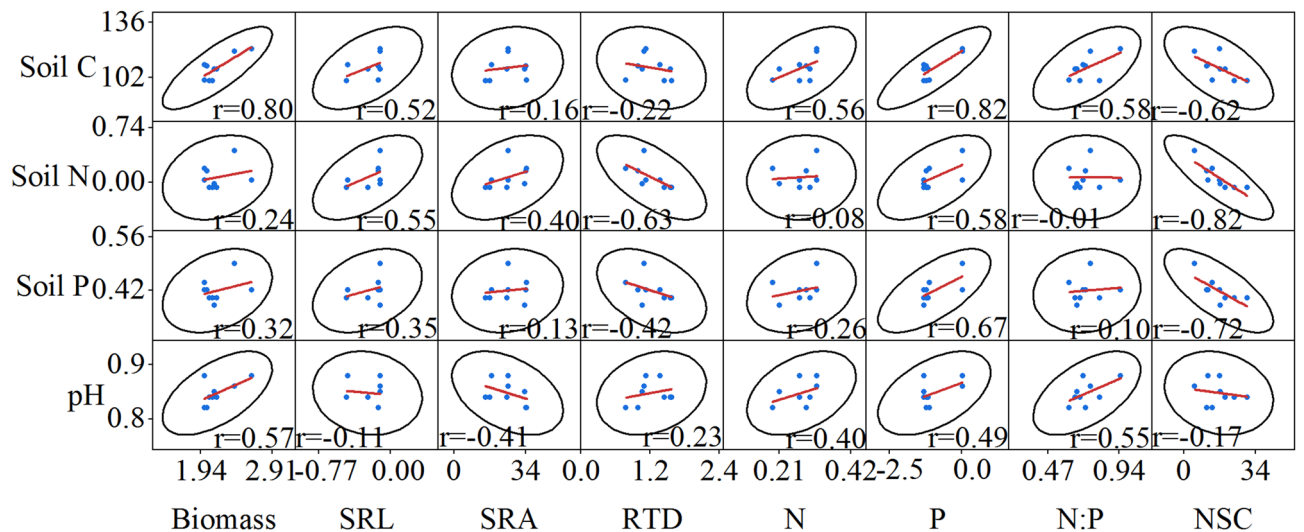 136
Soil C
102
r=0.80 r=0.52 r=0.16 r=-0.22 r=0.56 r=0.82 r=0.58 r=-0.62
0.74
Soil N 0.00
r=0.24 r=0.55 r=0.40 r=-0.63 r=0.08 r=0.58 r=-0.01 r=-0.82
0.56
Soil P 0.42
r=0.32 r=0.35 r=0.13 r=-0.42 r=0.26 r=0.67 r=0.10 r=-0.72
0.9
pH
0.8
r=0.57 r=-0.11 r=-0.41 r=0.23 r=0.40 r=0.49 r=0.55 r=-0.17
1.94 2.91 -0.77 0.00 0 34 0.0 1.2 2.4 0.21 0.42 -2.5 0.0 0.47 0.94 0 34
Biomass SRL SRA RTD N P N:P NSC